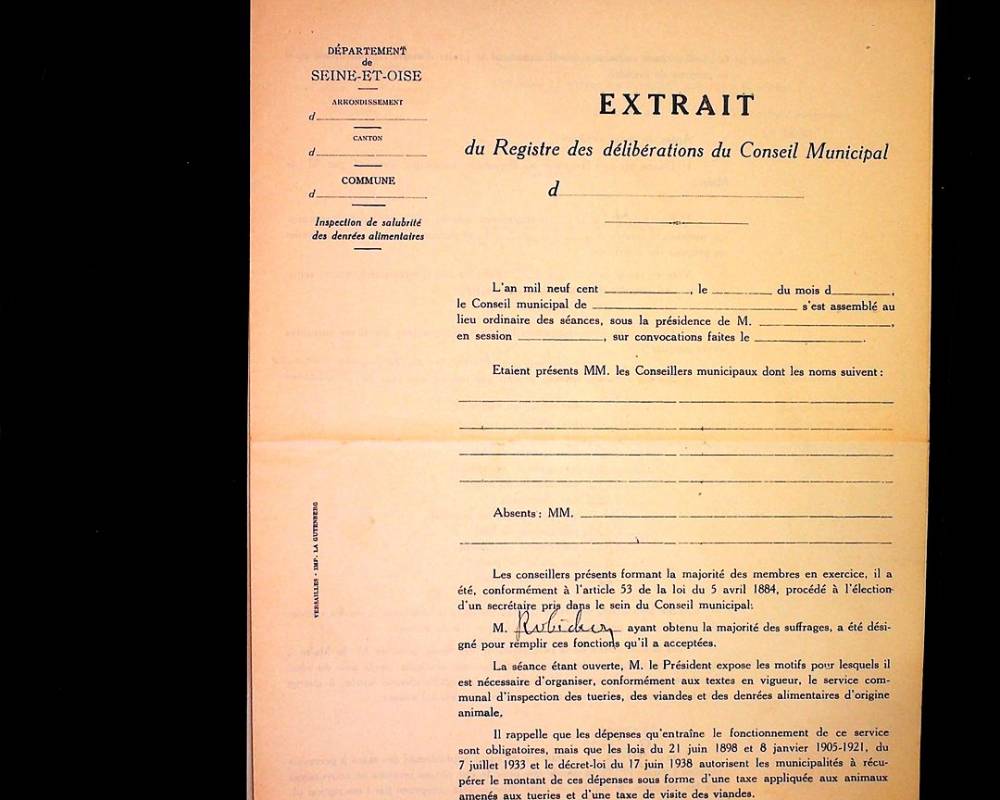 DÉPARTEMENT
de
SEINE-ET-OISE
ARRONDISSEMENT
d
CANTON
d
COMMUNE
d
Inspection de salubrité
des denrées alimentaires
EXTRAIT
du Registre des délibérations du Conseil Municipal
d
L'an mil neuf cent , le du mois d ,
le Conseil municipal de s'est assemblé au
lieu ordinaire des séances, sous la présidence de M. ,
en session , sur convocations faites le .
Etaient présents MM. les Conseillers municipaux dont les noms suivent :
Absents : MM.
VERSAILLES - IMP. LA GUTENBERG
Les conseillers présents formant la majorité des membres en exercice, il a
été, conformément à l'article 53 de la loi du 5 avril 1884, procédé à l'élection
d'un secrétaire pris dans le sein du Conseil municipal:
M. ayant obtenu la majorité des suffrages, a été dési-
gné pour remplir ces fonctions qu'il a acceptées.
La séance étant ouverte, M. le Président expose les motifs pour lesquels il
est nécessaire d'organiser, conformément aux textes en vigueur, le service com-
munal d'inspection des tueries, des viandes et des denrées alimentaires d'origine
animale.
Il rappelle que les dépenses qu'entraîne le fonctionnement de ce service
sont obligatoires, mais que les lois du 21 juin 1898 et 8 janvier 1905-1921, du
7 juillet 1933 et le décret-loi du 17 juin 1938 autorisent les municipalités à récu-
pérer le montant de ces dépenses sous forme d'une taxe appliquée aux animaux
amenés aux tueries et d'une taxe de visite des viandes.